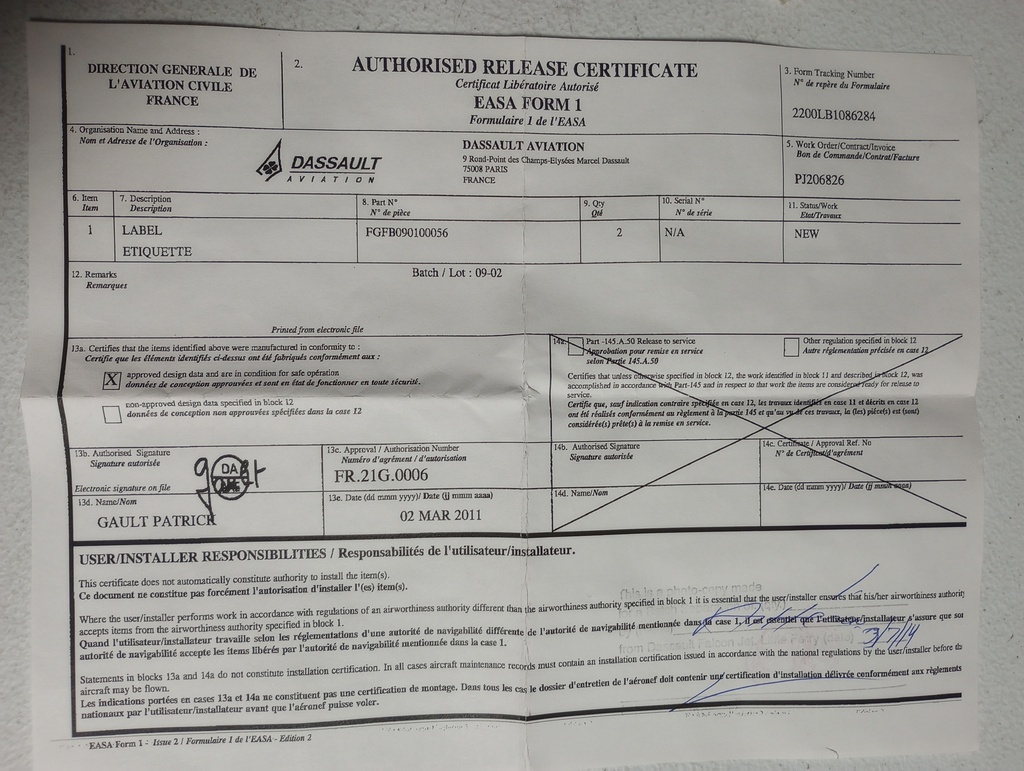 1.
DIRECTION GENERALE DE
L'AVIATION CIVILE
FRANCE
2.
AUTHORISED RELEASE CERTIFICATE
Certificat Libératoire Autorisé
EASA FORM 1
Formulaire 1 de l'EASA
3. Form Tracking Number
N° de repère du Formulaire
2200LB1086284
4. Organisation Name and Address :
Nom et Adresse de l'Organisation :
DASSAULT
AVIATION
DASSAULT AVIATION
9 Rond-Point des Champs-Elysées Marcel Dassault
75008 PARIS
FRANCE
5. Work Order/Contract/Invoice
Bon de Commande/Contrat/Facture
PJ206826
6. Item
Item
7. Description
Description
8. Part N°
N° de pièce
9. Qty
Qté
10. Serial N°
N° de série
11. Status/Work
Etat/Travaux
1
LABEL
ETIQUETTE
FGFB090100056
2
N/A
NEW
12. Remarks
Remarques
Batch / Lot : 09-02
Printed from electronic file
13a. Certifies that the items identified above were manufactured in conformity to :
Certifie que les éléments identifiés ci-dessus ont été fabriqués conformément aux :
X
approved design data and are in condition for safe operation
données de conception approuvées et sont en état de fonctionner en toute sécurité.
non-approved design data specified in block 12
données de conception non approuvées spécifiées dans la case 12
14a. Part -145.A.50 Release to service
Approbation pour remise en service
selon Partie 145.A.50
Other regulation specified in block 12
Autre réglementation précisée en case 12
Certifies that unless otherwise specified in block 12, the work identified in block 11 and described in block 12, was
accomplished in accordance with Part-145 and in respect to that work the items are considered ready for release to
service.
Certifie que, sauf indication contraire spécifiée en case 12, les travaux identifiés en case 11 et décrits en case 12
ont été réalisés conformément au règlement à la partie 145 et qu'au vu de ces travaux, la (les) pièce(s) est (sont)
considérée(s) prête(s) à la remise en service.
13b. Authorised Signature
Signature autorisée
DA
Electronic signature on file
13c. Approval / Authorisation Number
Numéro d'agrément / d'autorisation
FR.21G.0006
14b. Authorised Signature
Signature autorisée
14c. Certificate / Approval Ref. No
N° de Certificat/d'agrément
13d. Name/Nom
GAULT PATRICK
13e. Date (dd mmm yyyy)/ Date (jj mmm aaaa)
02 MAR 2011
14d. Name/Nom
14e. Date (dd mmm yyyy)/ Date (jj mmm aaaa)
USER/INSTALLER RESPONSIBILITIES / Responsabilités de l'utilisateur/installateur.
This certificate does not automatically constitute authority to install the item(s).
Ce document ne constitue pas forcément l'autorisation d'installer l'(es) item(s).
This is a photo-copy made
Where the user/installer performs work in accordance with regulations of an airworthiness authority different than the airworthiness authority specified in block 1 it is essential that the user/installer ensures that his/her airworthiness authority
accepts items from the airworthiness authority specified in block 1.
Quand l'utilisateur/installateur travaille selon les réglementations d'une autorité de navigabilité différente de l'autorité de navigabilité mentionnée dans la case 1, il est essentiel que l'utilisateur/installateur s'assure que son
autorité de navigabilité accepte les items libérés par l'autorité de navigabilité mentionnée dans la case 1.
from Dassault Falcon Jet
3/7/14
Statements in blocks 13a and 14a do not constitute installation certification. In all cases aircraft maintenance records must contain an installation certification issued in accordance with the national regulations by the user/installer before the
aircraft may be flown.
Les indications portées en cases 13a et 14a ne constituent pas une certification de montage. Dans tous les cas le dossier d'entretien de l'aéronef doit contenir une certification d'installation délivrée conformément aux règlements
nationaux par l'utilisateur/installateur avant que l'aéronef puisse voler.
EASA Form 1 - Issue 2 / Formulaire 1 de l'EASA - Edition 2